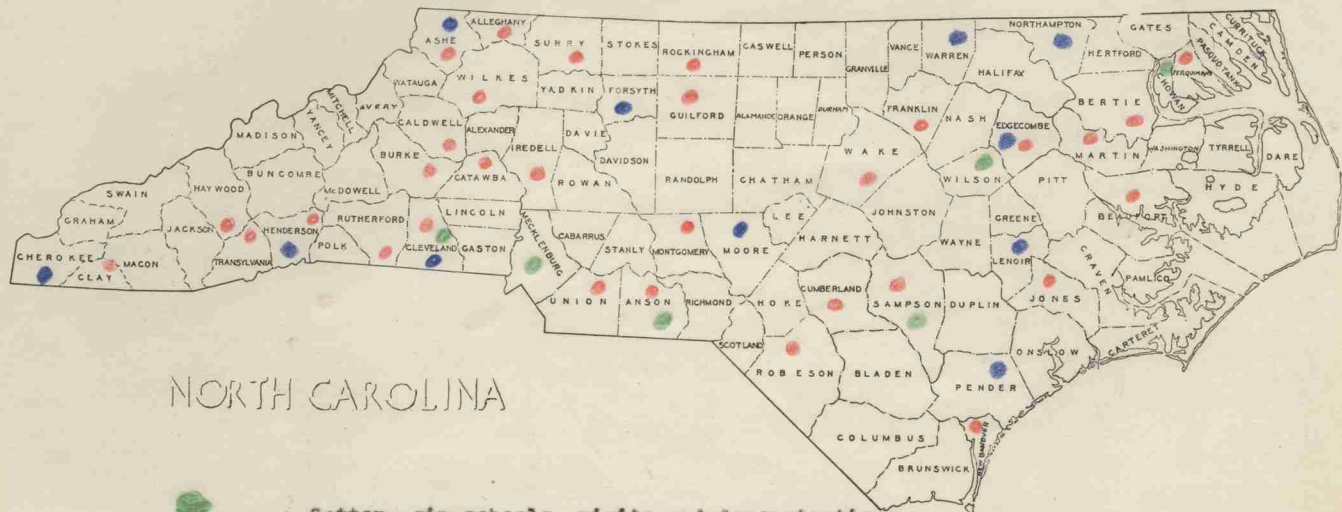 ALLEGHANY
ASHE
SURRY
STOKES
ROCKINGHAM
CASWELL
PERSON
GRANVILLE
VANCE
WARREN
NORTHAMPTON
GATES
HERTFORD
CURRITUCK
CAMDEN
PASQUOTANK
PERQUIMANS
CHOWAN
HALIFAX
WATAUGA
WILKES
YADKIN
FORSYTH
GUILFORD
ALAMANCE
ORANGE
DURHAM
FRANKLIN
NASH
EDGECOMBE
BERTIE
MARTIN
WASHINGTON
TYRRELL
DARE
MITCHELL
AVERY
YANCEY
MADISON
CALDWELL
ALEXANDER
IREDELL
DAVIE
DAVIDSON
ROWAN
RANDOLPH
CHATHAM
WAKE
WILSON
PITT
BEAUFORT
HYDE
BURKE
CATAWBA
BUNCOMBE
McDOWELL
SWAIN
HAYWOOD
GRAHAM
JACKSON
HENDERSON
RUTHERFORD
LINCOLN
CLEVELAND
GASTON
MECKLENBURG
CABARRUS
STANLY
MONTGOMERY
MOORE
LEE
HARNETT
JOHNSTON
WAYNE
GREENE
LENOIR
CRAVEN
PAMLICO
CHEROKEE
CLAY
MACON
TRANSYLVANIA
POLK
UNION
ANSON
RICHMOND
HOKE
CUMBERLAND
SAMPSON
DUPLIN
JONES
CARTERET
ONSLOW
SCOTLAND
ROBESON
BLADEN
PENDER
COLUMBUS
BRUNSWICK
NEW HANOVER
NORTH CAROLINA